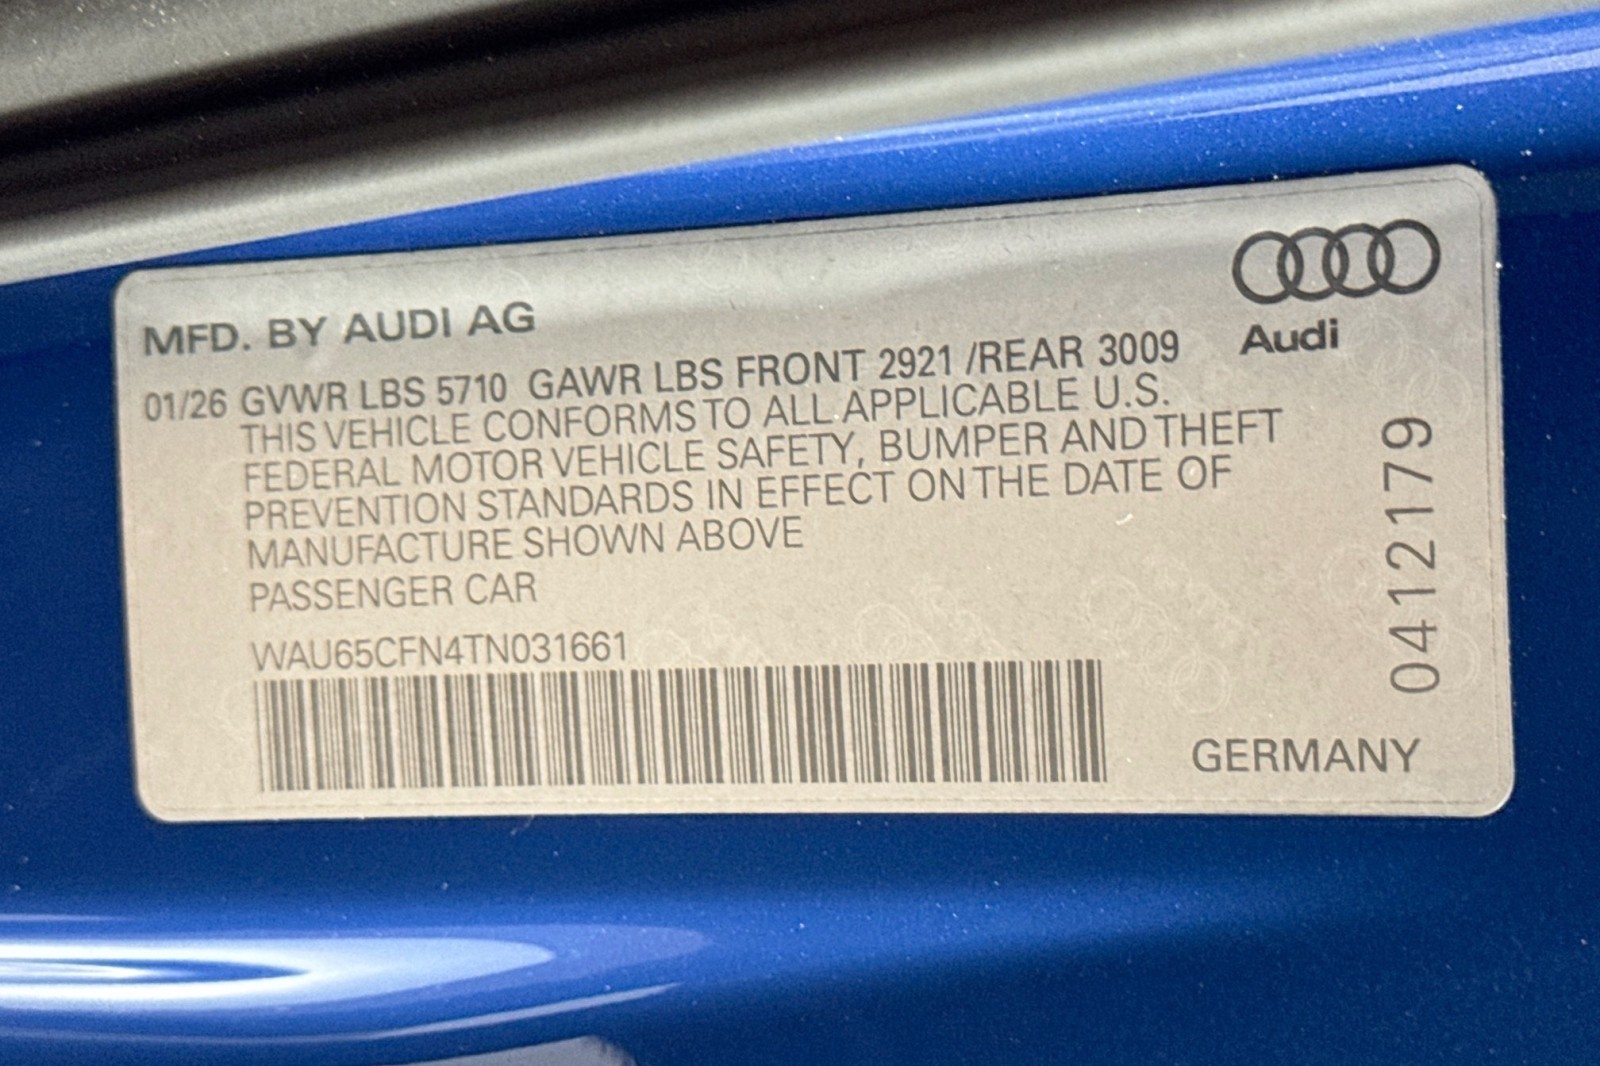 MFD. BY AUDI AG
Audi
01/26 GVWR LBS 5710 GAWR LBS FRONT 2921 /REAR 3009
THIS VEHICLE CONFORMS TO ALL APPLICABLE U.S.
FEDERAL MOTOR VEHICLE SAFETY, BUMPER AND THEFT
PREVENTION STANDARDS IN EFFECT ON THE DATE OF
MANUFACTURE SHOWN ABOVE
PASSENGER CAR
WAU65CFN4TN031661
0412179
GERMANY